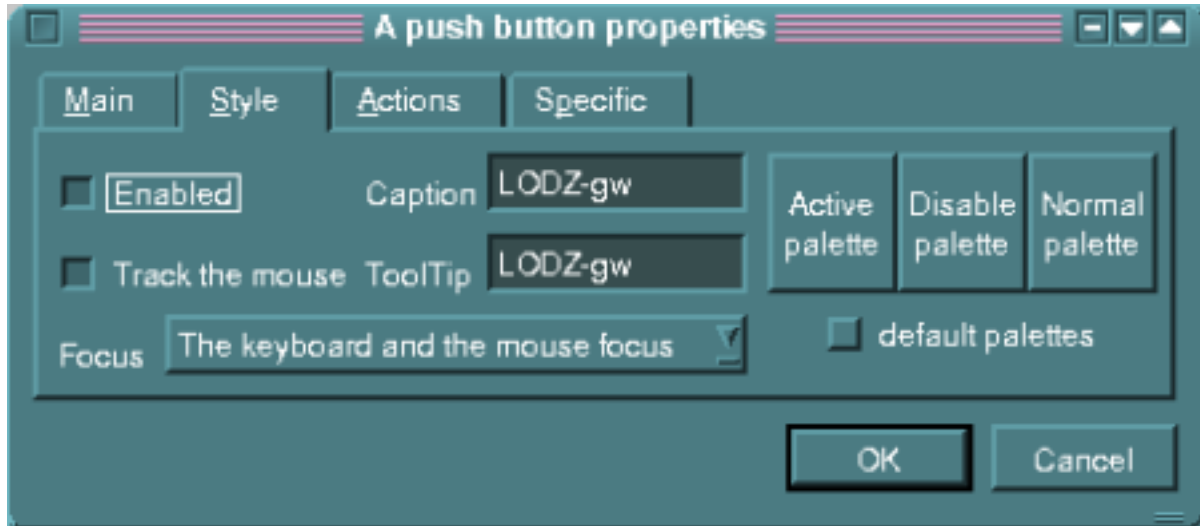 A push button properties
Main Style Actions Specific
Enabled Caption LODZ-gw
Track the mouse ToolTip LODZ-gw
Focus The keyboard and the mouse focus
Active palette Disable palette Normal palette
default palettes
OK Cancel